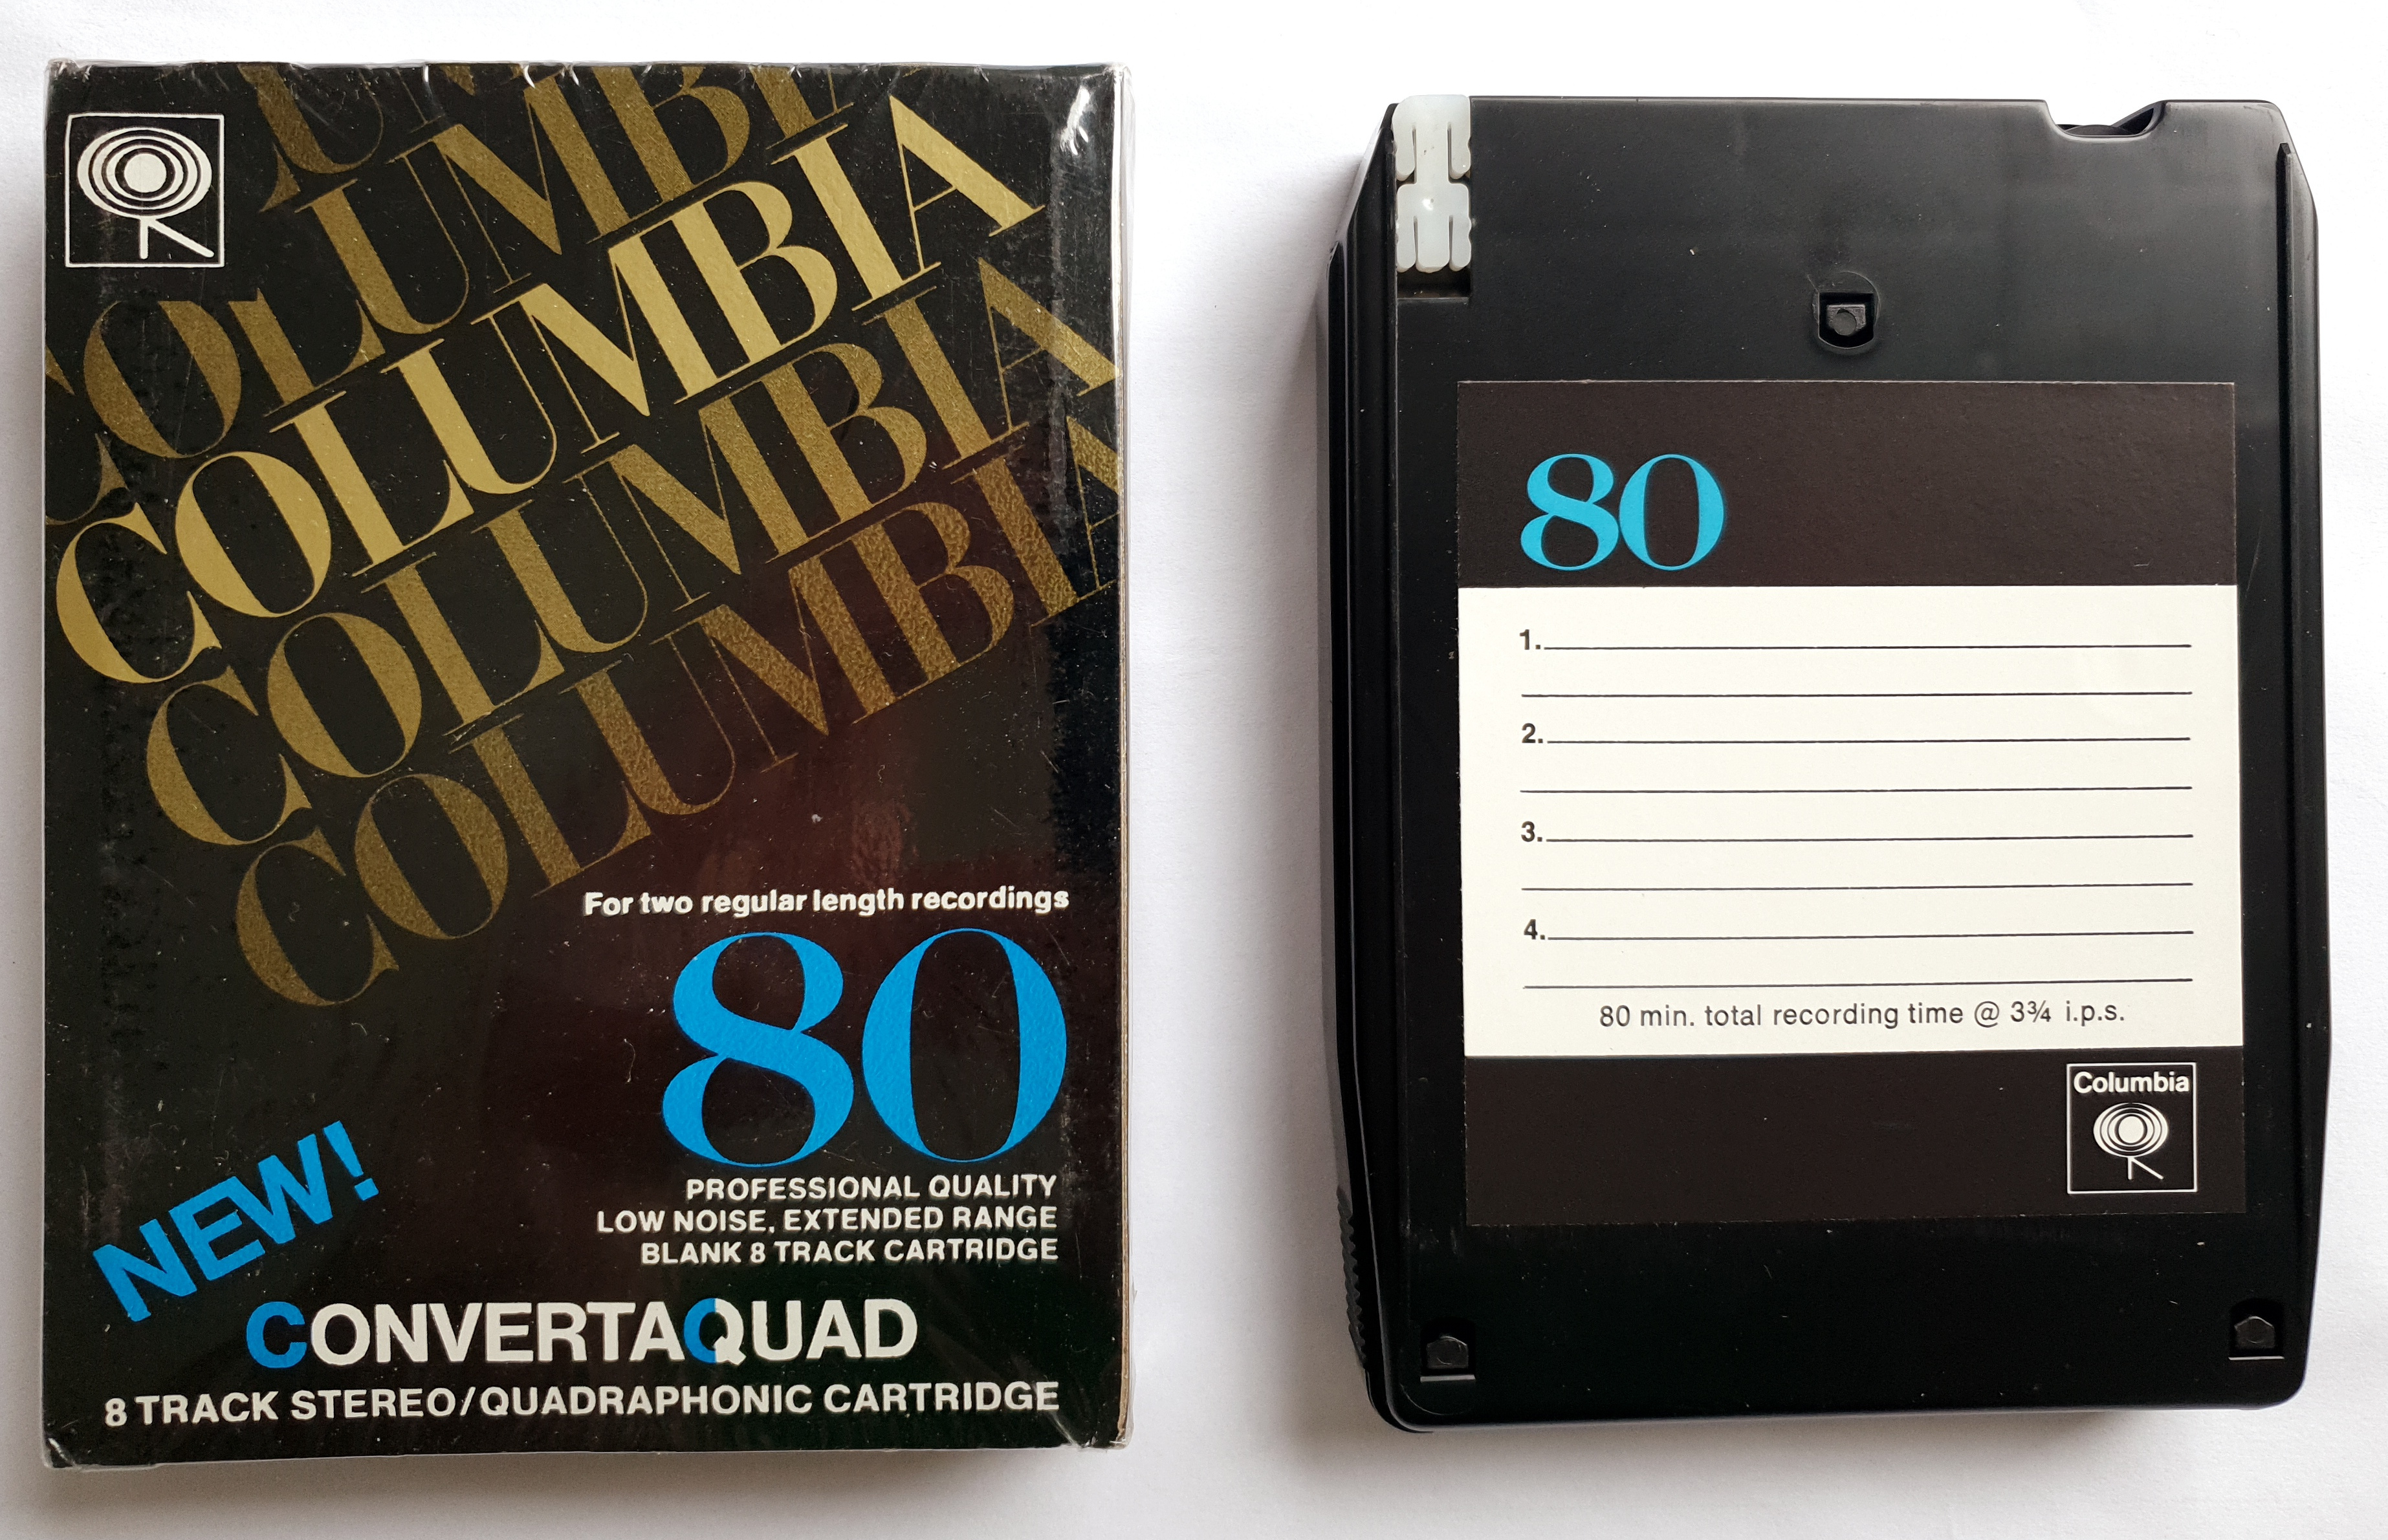 COLUMBIA
COLUMBIA
COLUMBIA
COLUMBIA
For two regular length recordings
80
NEW!
PROFESSIONAL QUALITY
LOW NOISE, EXTENDED RANGE
BLANK 8 TRACK CARTRIDGE
CONVERTAQUAD
8 TRACK STEREO/QUADRAPHONIC CARTRIDGE
80
1.
2.
3.
4.
80 min. total recording time @ 3¾ i.p.s.
Columbia